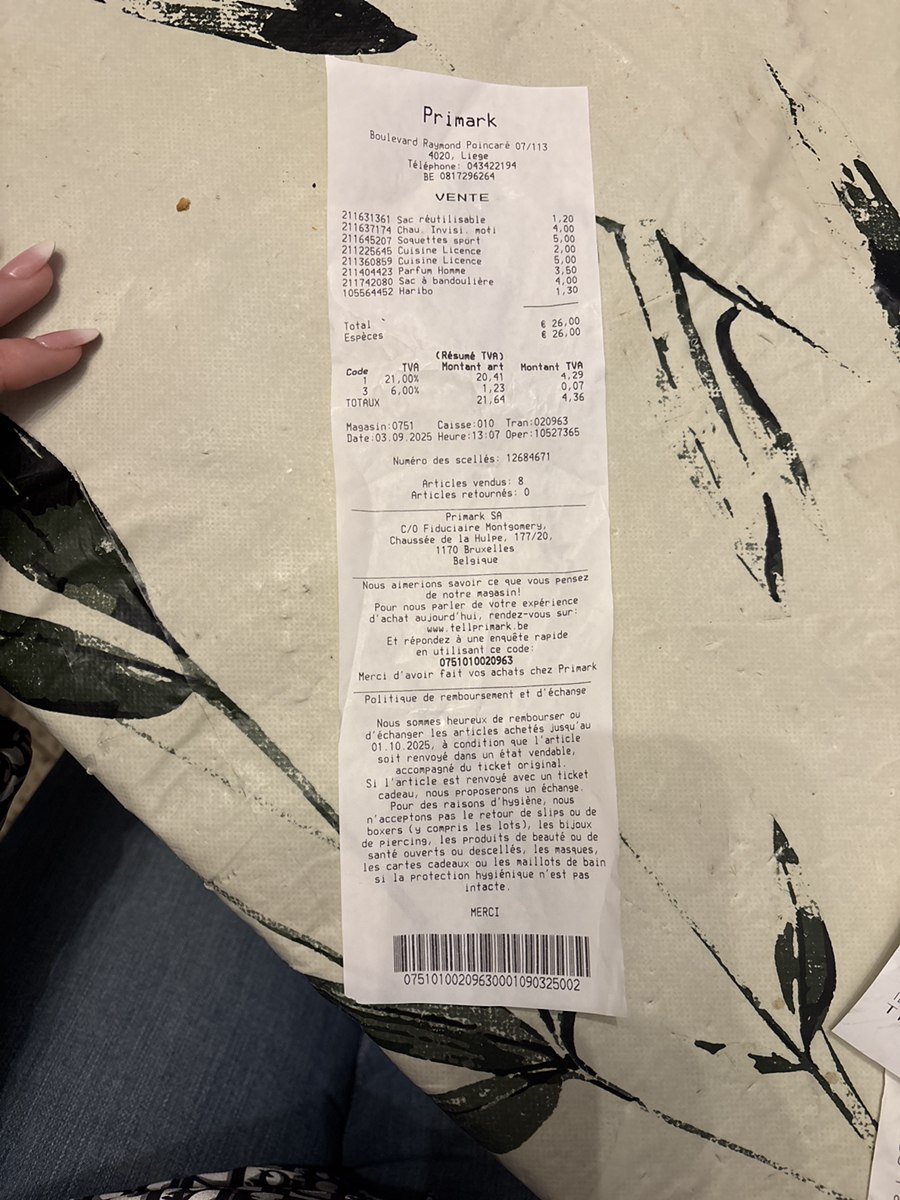 Primark
Boulevard Raymond Poincaré 07/113
4020, Liege
Téléphone: 043422194
BE 0817296264
VENTE
211631361 Sac réutilisable 1,20
211637174 Chau. Invisi. moti 4,00
211645207 Soquettes sport 5,00
211225645 Cuisine Licence 2,00
211360859 Cuisine Licence 5,00
211404423 Parfum Homme 3,50
211742080 Sac à bandoulière 4,00
105564452 Haribo 1,30
Total € 26,00
Espèces € 26,00
(Résumé TVA)
Code TVA Montant art Montant TVA
1 21,00% 20,41 4,29
3 6,00% 1,23 0,07
TOTAUX 21,64 4,36
Magasin:0751 Caisse:010 Tran:020963
Date:03.09.2025 Heure:13:07 Oper:10527365
Numéro des scellés: 12684671
Articles vendus: 8
Articles retournés: 0
Primark SA
C/O Fiduciaire Montgomery,
Chaussée de la Hulpe, 177/20,
1170 Bruxelles
Belgique
Nous aimerions savoir ce que vous pensez
de notre magasin!
Pour nous parler de votre expérience
d'achat aujourd'hui, rendez-vous sur:
www.tellprimark.be
Et répondez à une enquête rapide
en utilisant ce code:
0751010020963
Merci d'avoir fait vos achats chez Primark
Politique de remboursement et d'échange
Nous sommes heureux de rembourser ou
d'échanger les articles achetés jusqu'au
01.10.2025, à condition que l'article
soit renvoyé dans un état vendable,
accompagné du ticket original.
Si l'article est renvoyé avec un ticket
cadeau, nous proposerons un échange.
Pour des raisons d'hygiène, nous
n'acceptons pas le retour de slips ou de
boxers (y compris les lots), les bijoux
de piercing, les produits de beauté ou de
santé ouverts ou descellés, les masques,
les cartes cadeaux ou les maillots de bain
si la protection hygiénique n'est pas
intacte.
MERCI
07510100209630001090325002